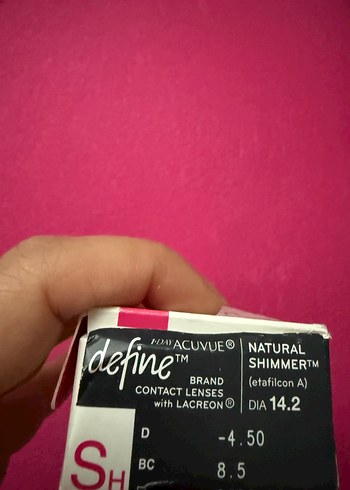 1-DAY ACUVUE®
define™
BRAND
CONTACT LENSES
with LACREON®
NATURAL
SHIMMER™
(etafilcon A)
DIA 14.2
D -4.50
BC 8.5
SH